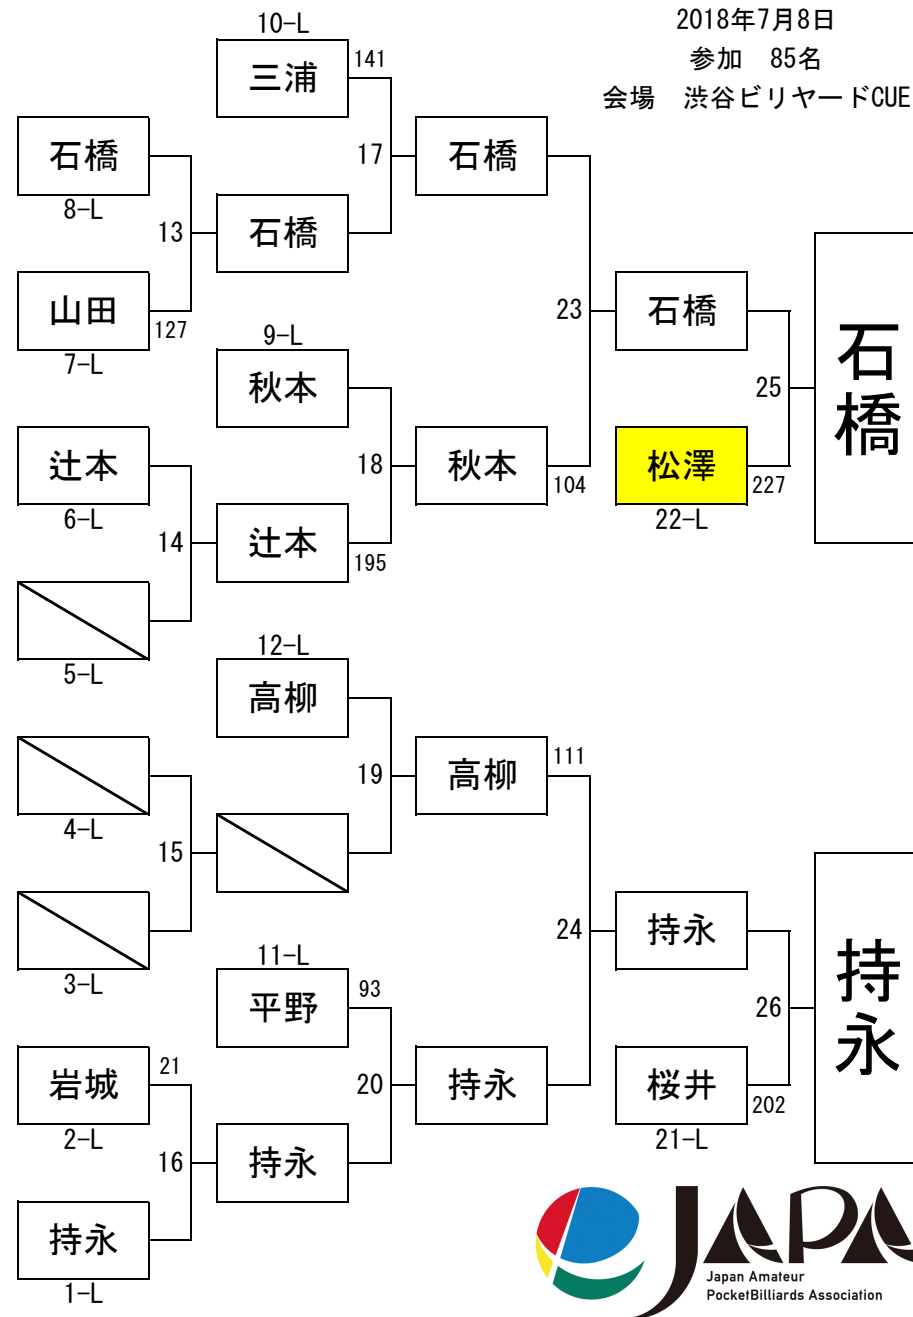 2018年7月8日
参加　85名
会場　渋谷ビリヤードCUE
10-L
三浦
141
17
石橋
石橋
8-L
13
石橋
山田
127
7-L
23
石橋
9-L
秋本
25
石橋
辻本
6-L
18
秋本
104
松澤
227
22-L
14
辻本
195
5-L
12-L
高柳
4-L
19
高柳
111
15
3-L
24
持永
11-L
平野
93
26
持永
岩城
21
2-L
20
持永
桜井
202
21-L
16
持永
持永
1-L
JAPA
Japan Amateur
PocketBilliards Association